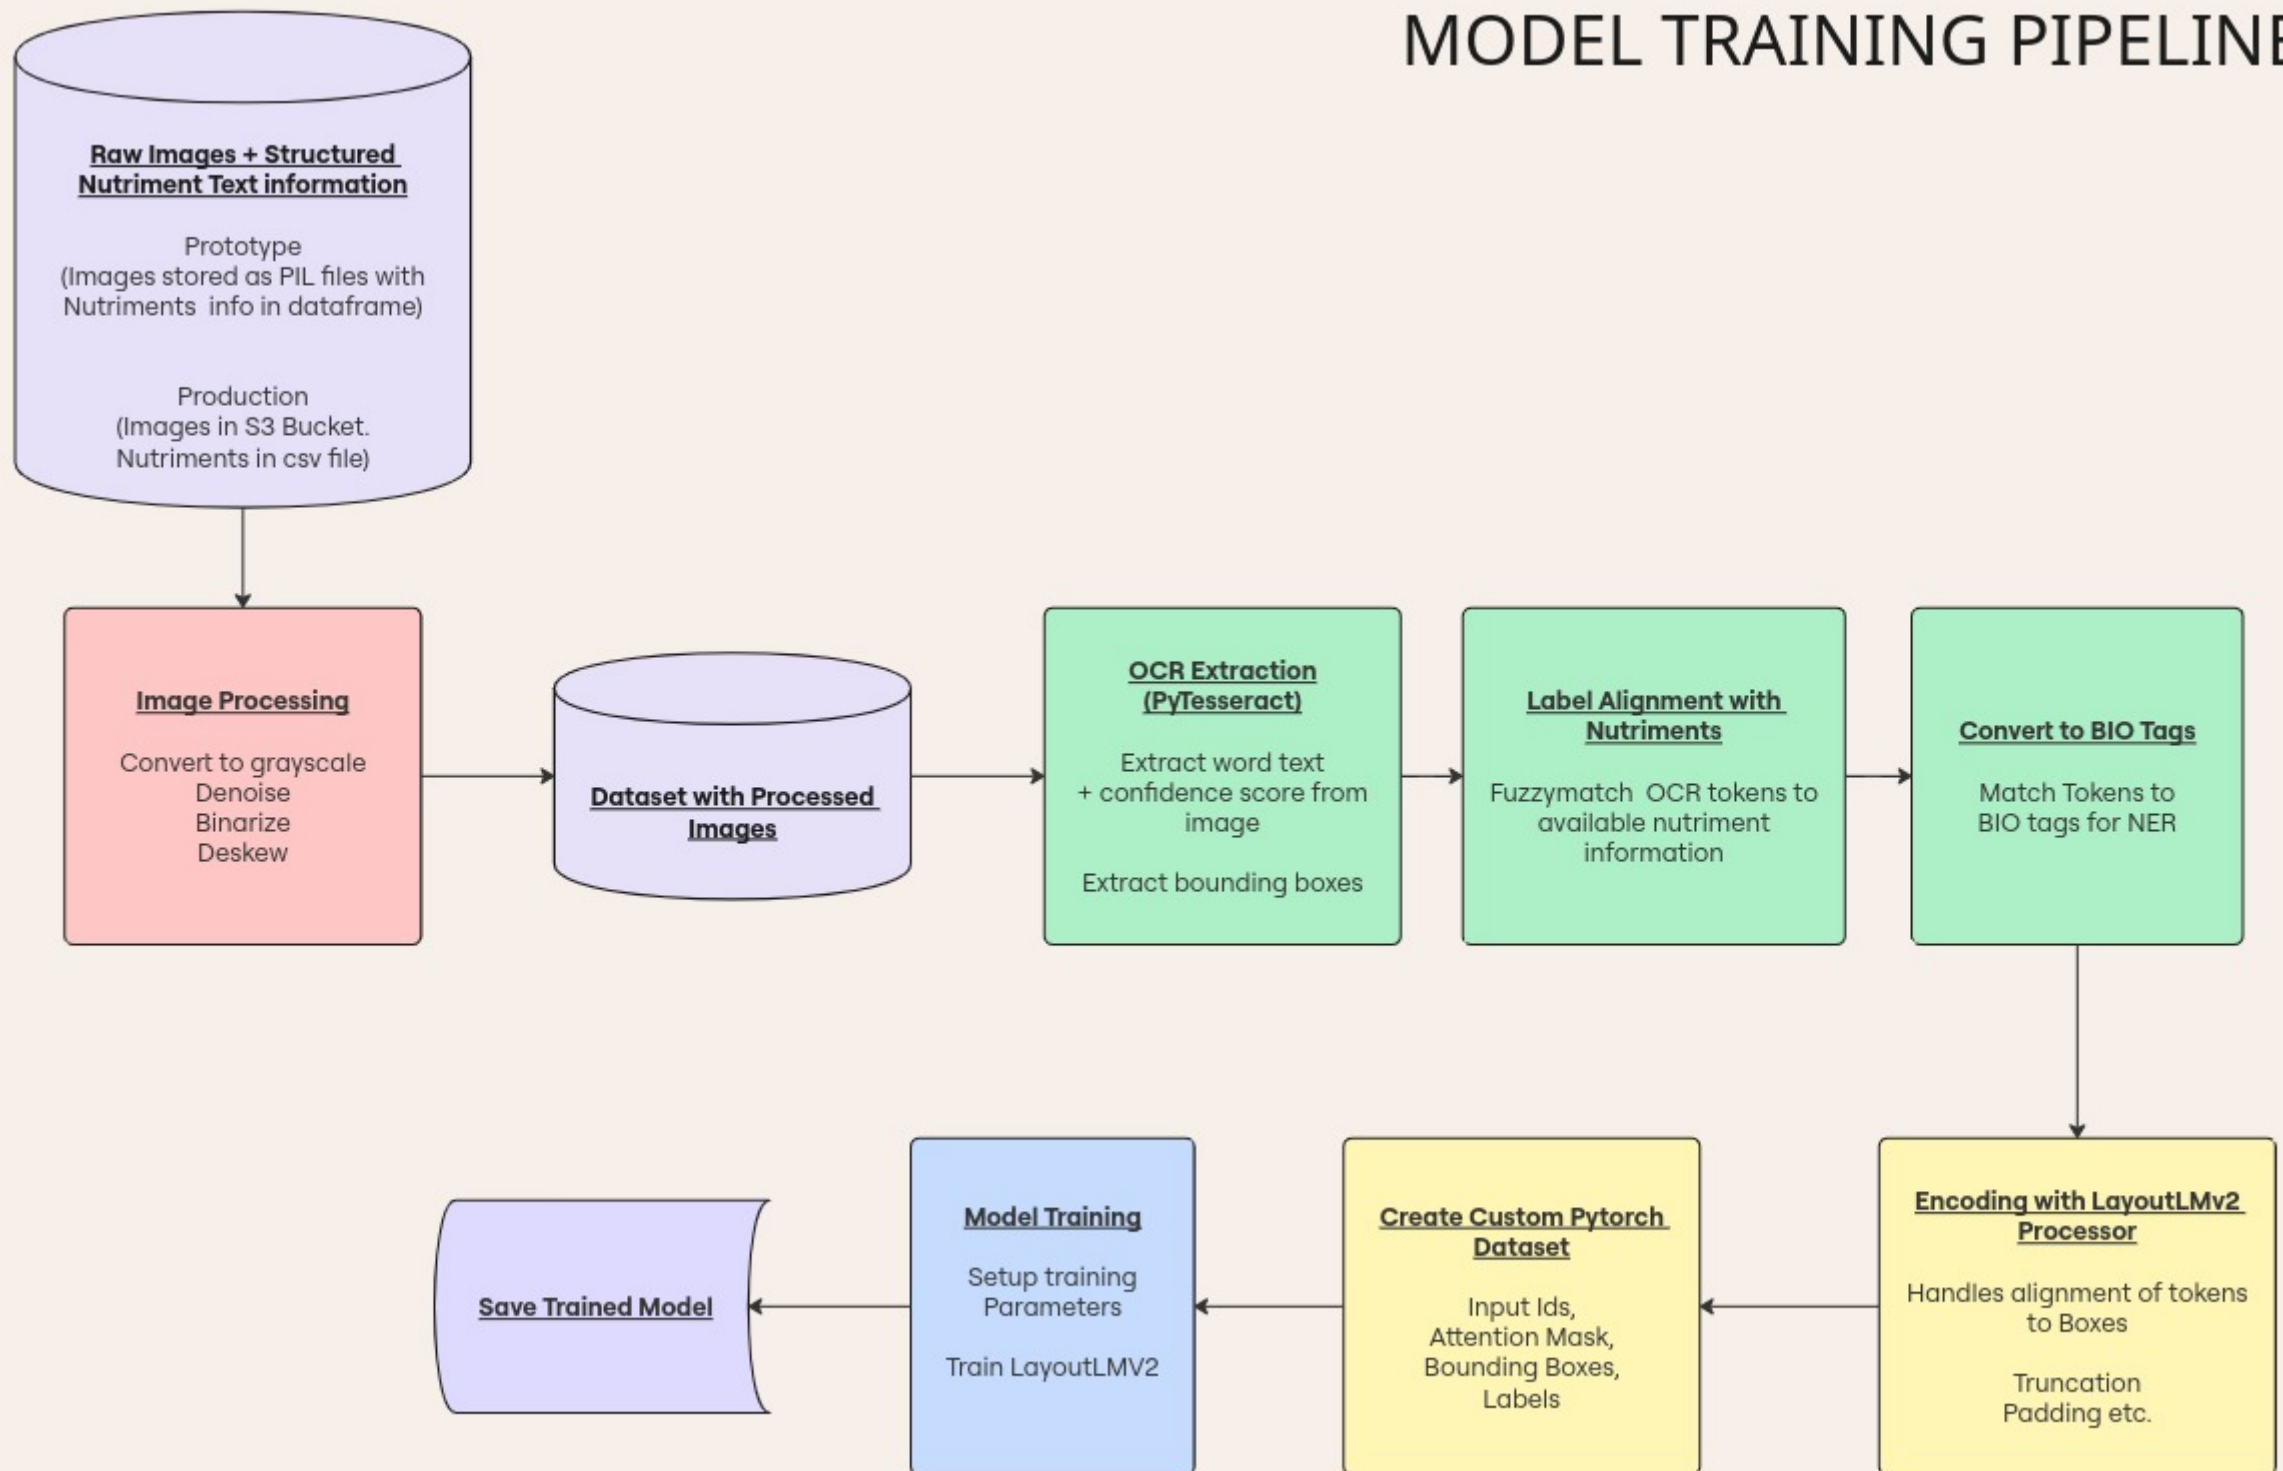 MODEL TRAINING PIPELINE
Raw Images + Structured
Nutriment Text information
Prototype
(Images stored as PIL files with
Nutriments info in dataframe)
Production
(Images in S3 Bucket.
Nutriments in csv file)
Image Processing
Convert to grayscale
Denoise
Binarize
Deskew
Dataset with Processed
Images
OCR Extraction
(PyTesseract)
Extract word text
+ confidence score from
image
Extract bounding boxes
Label Alignment with
Nutriments
Fuzzymatch OCR tokens to
available nutriment
information
Convert to BIO Tags
Match Tokens to
BIO tags for NER
Encoding with LayoutLMv2
Processor
Handles alignment of tokens
to Boxes
Truncation
Padding etc.
Create Custom Pytorch
Dataset
Input Ids,
Attention Mask,
Bounding Boxes,
Labels
Model Training
Setup training
Parameters
Train LayoutLMV2
Save Trained Model